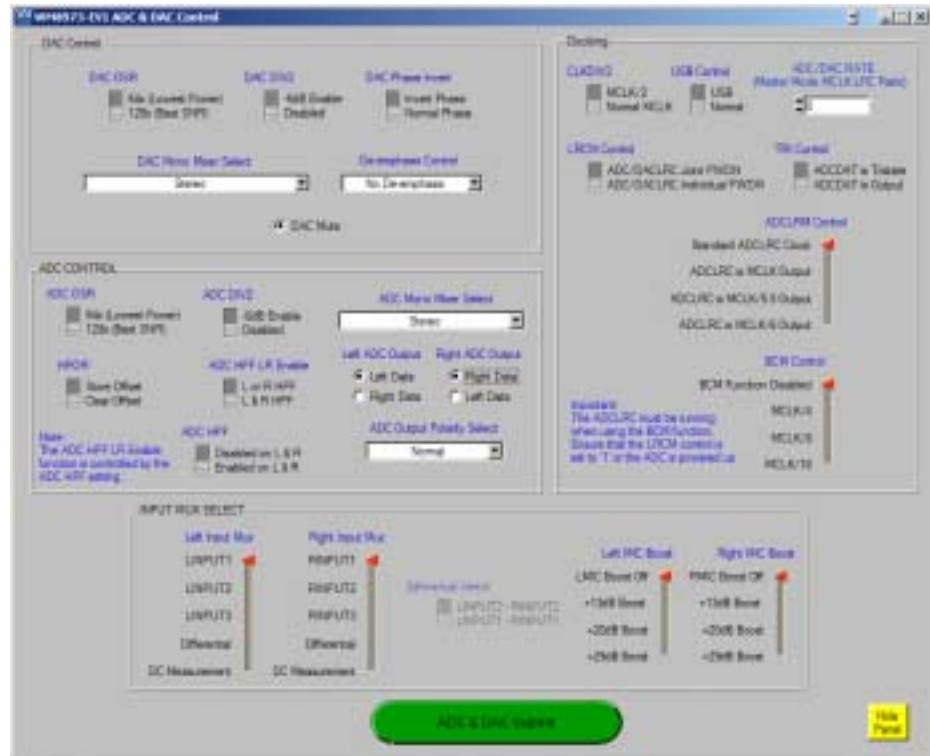 WM8973-EV1 ADC & DAC Control
DAC Control
DAC OSR
64x (Lowest Power)
128x (Best SNR)
DAC DIV2
-6dB Enable
Disabled
DAC Phase Invert
Invert Phase
Normal Phase
DAC Mono Mixer Select
Stereo
De-emphasis Control
No De-emphasis
DAC Mute
Clocking
CLKDIV2
MCLK/2
Normal MCLK
USB Control
USB
Normal
ADC/DAC RATE
(Master Mode MCLK:LRC Ratio)
LRCM Control
ADC/DACLRC Joint PWDN
ADC/DACLRC Individual PWDN
TRI Control
ADCDAT is Tristate
ADCDAT is Output
ADCLRM Control
Standard ADCLRC Clock
ADCLRC is MCLK Output
ADCLRC is MCLK/5.5 Output
ADCLRC is MCLK/6 Output
BCM Control
BCM Function Disabled
MCLK/4
MCLK/8
MCLK/16
Important:
The ADCLRC must be running
when using the BCM function.
Ensure that the LRCM control is
set to '1' or the ADC is powered up
ADC CONTROL
ADC OSR
64x (Lowest Power)
128x (Best SNR)
ADC DIV2
-6dB Enable
Disabled
ADC Mono Mixer Select
Stereo
HPOR
Store Offset
Clear Offset
ADC HPF LR Enable
L or R HPF
L & R HPF
Left ADC Output
Left Data
Right Data
Right ADC Output
Right Data
Left Data
Note:
The ADC HPF LR Enable
function is controlled by the
ADC HPF setting.
ADC HPF
Disabled on L & R
Enabled on L & R
ADC Output Polarity Select
Normal
INPUT MUX SELECT
Left Input Mux
LINPUT1
LINPUT2
LINPUT3
Differential
DC Measurement
Right Input Mux
RINPUT1
RINPUT2
RINPUT3
Differential
DC Measurement
Differential Select
Left MIC Boost
LMIC Boost Off
+13dB Boost
+20dB Boost
+29dB Boost
Right MIC Boost
RMIC Boost Off
+13dB Boost
+20dB Boost
+29dB Boost
ADC & DAC Submit
Hide
Panel